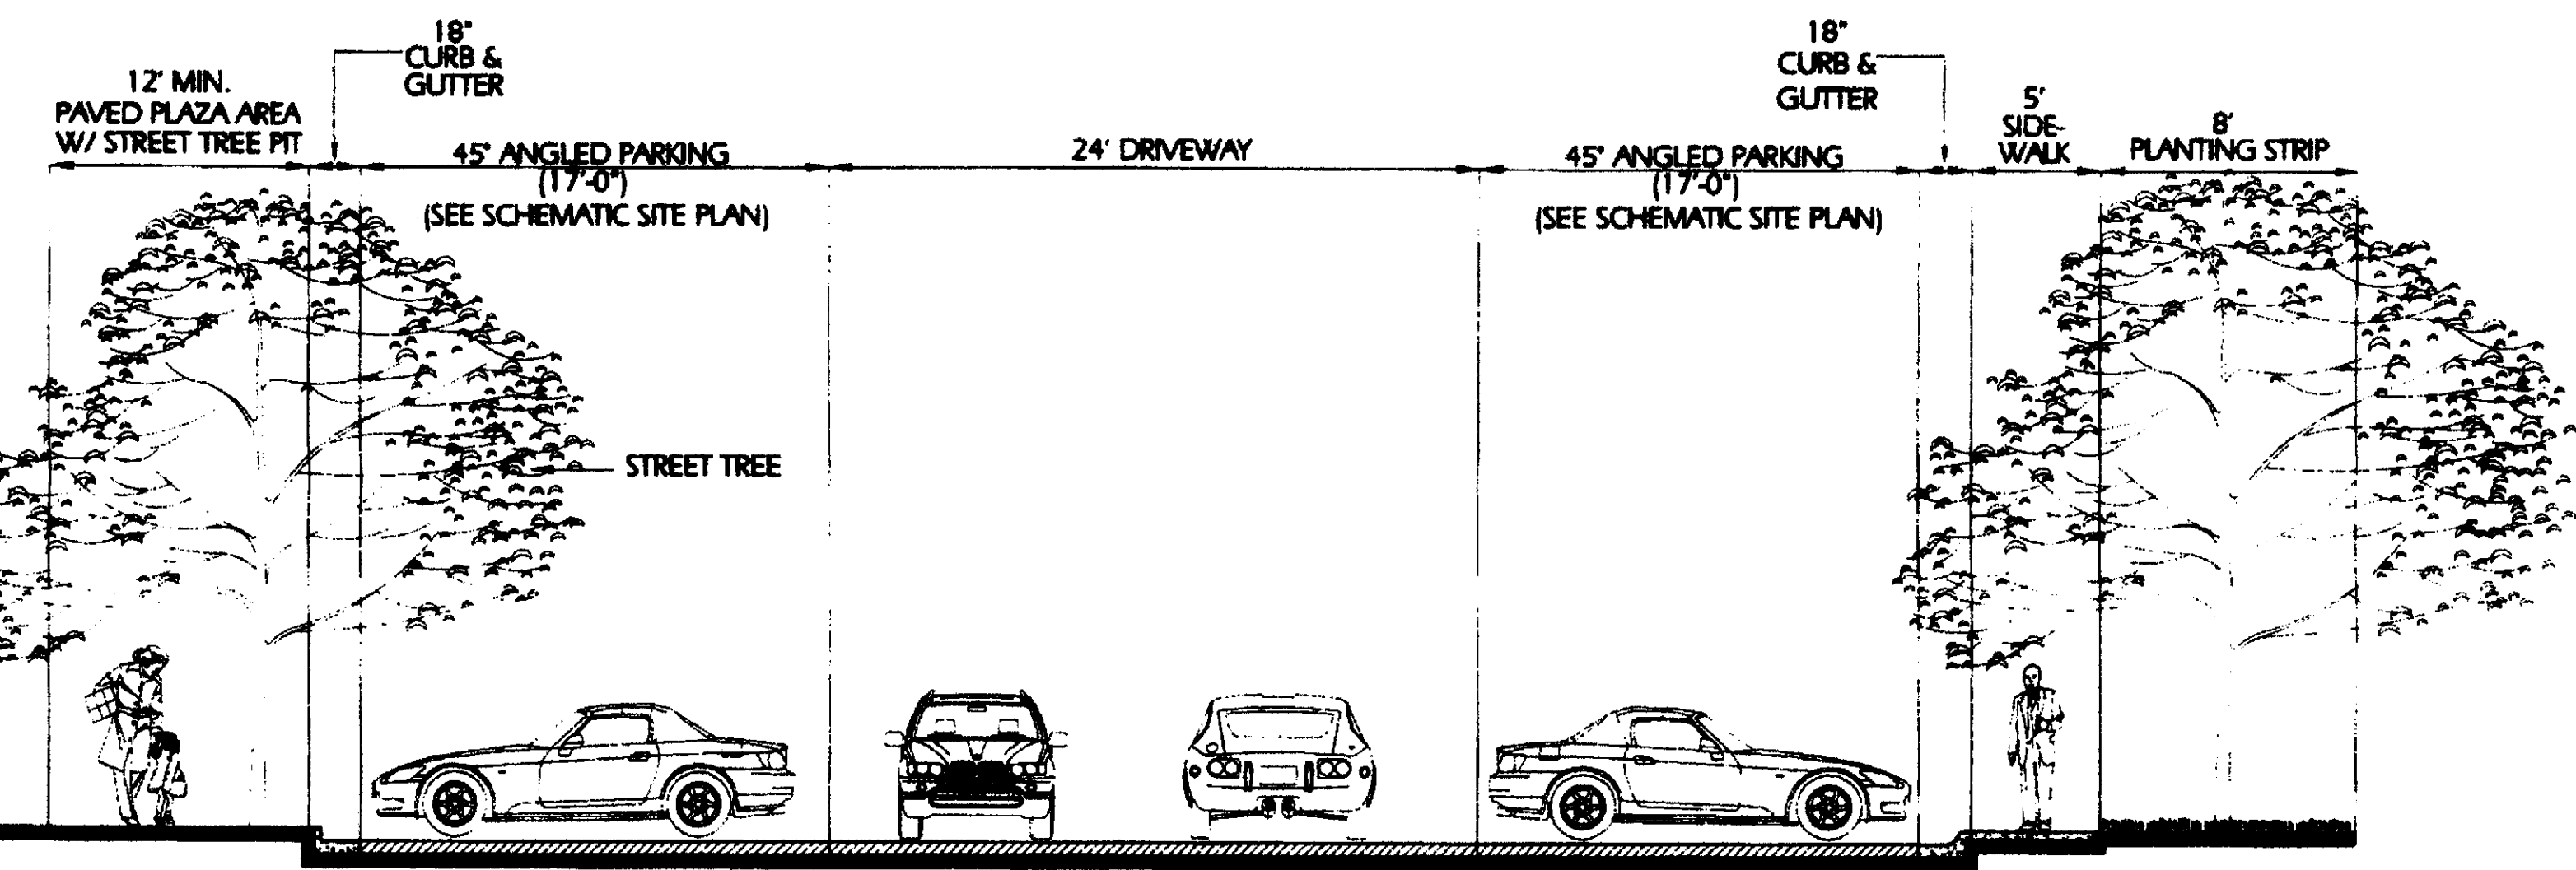 18"
CURB &
GUTTER
12' MIN.
PAVED PLAZA AREA
W/ STREET TREE PIT
45° ANGLED PARKING
(17'-0")
(SEE SCHEMATIC SITE PLAN)
24' DRIVEWAY
45° ANGLED PARKING
(17'-0")
(SEE SCHEMATIC SITE PLAN)
18"
CURB &
GUTTER
5'
SIDE-
WALK
8'
PLANTING STRIP
STREET TREE